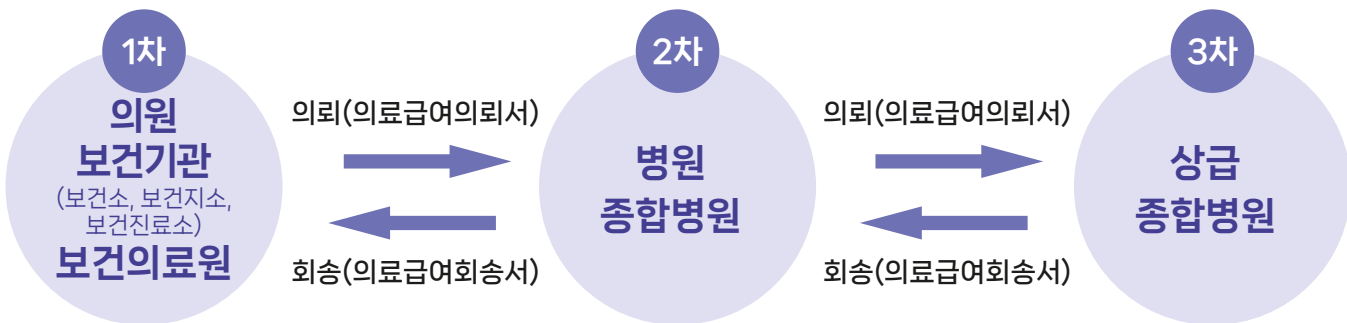 1차
의원
보건기관
(보건소, 보건지소,
보건진료소)
보건의료원
의뢰(의료급여의뢰서)
회송(의료급여회송서)
2차
병원
종합병원
의뢰(의료급여의뢰서)
회송(의료급여회송서)
3차
상급
종합병원